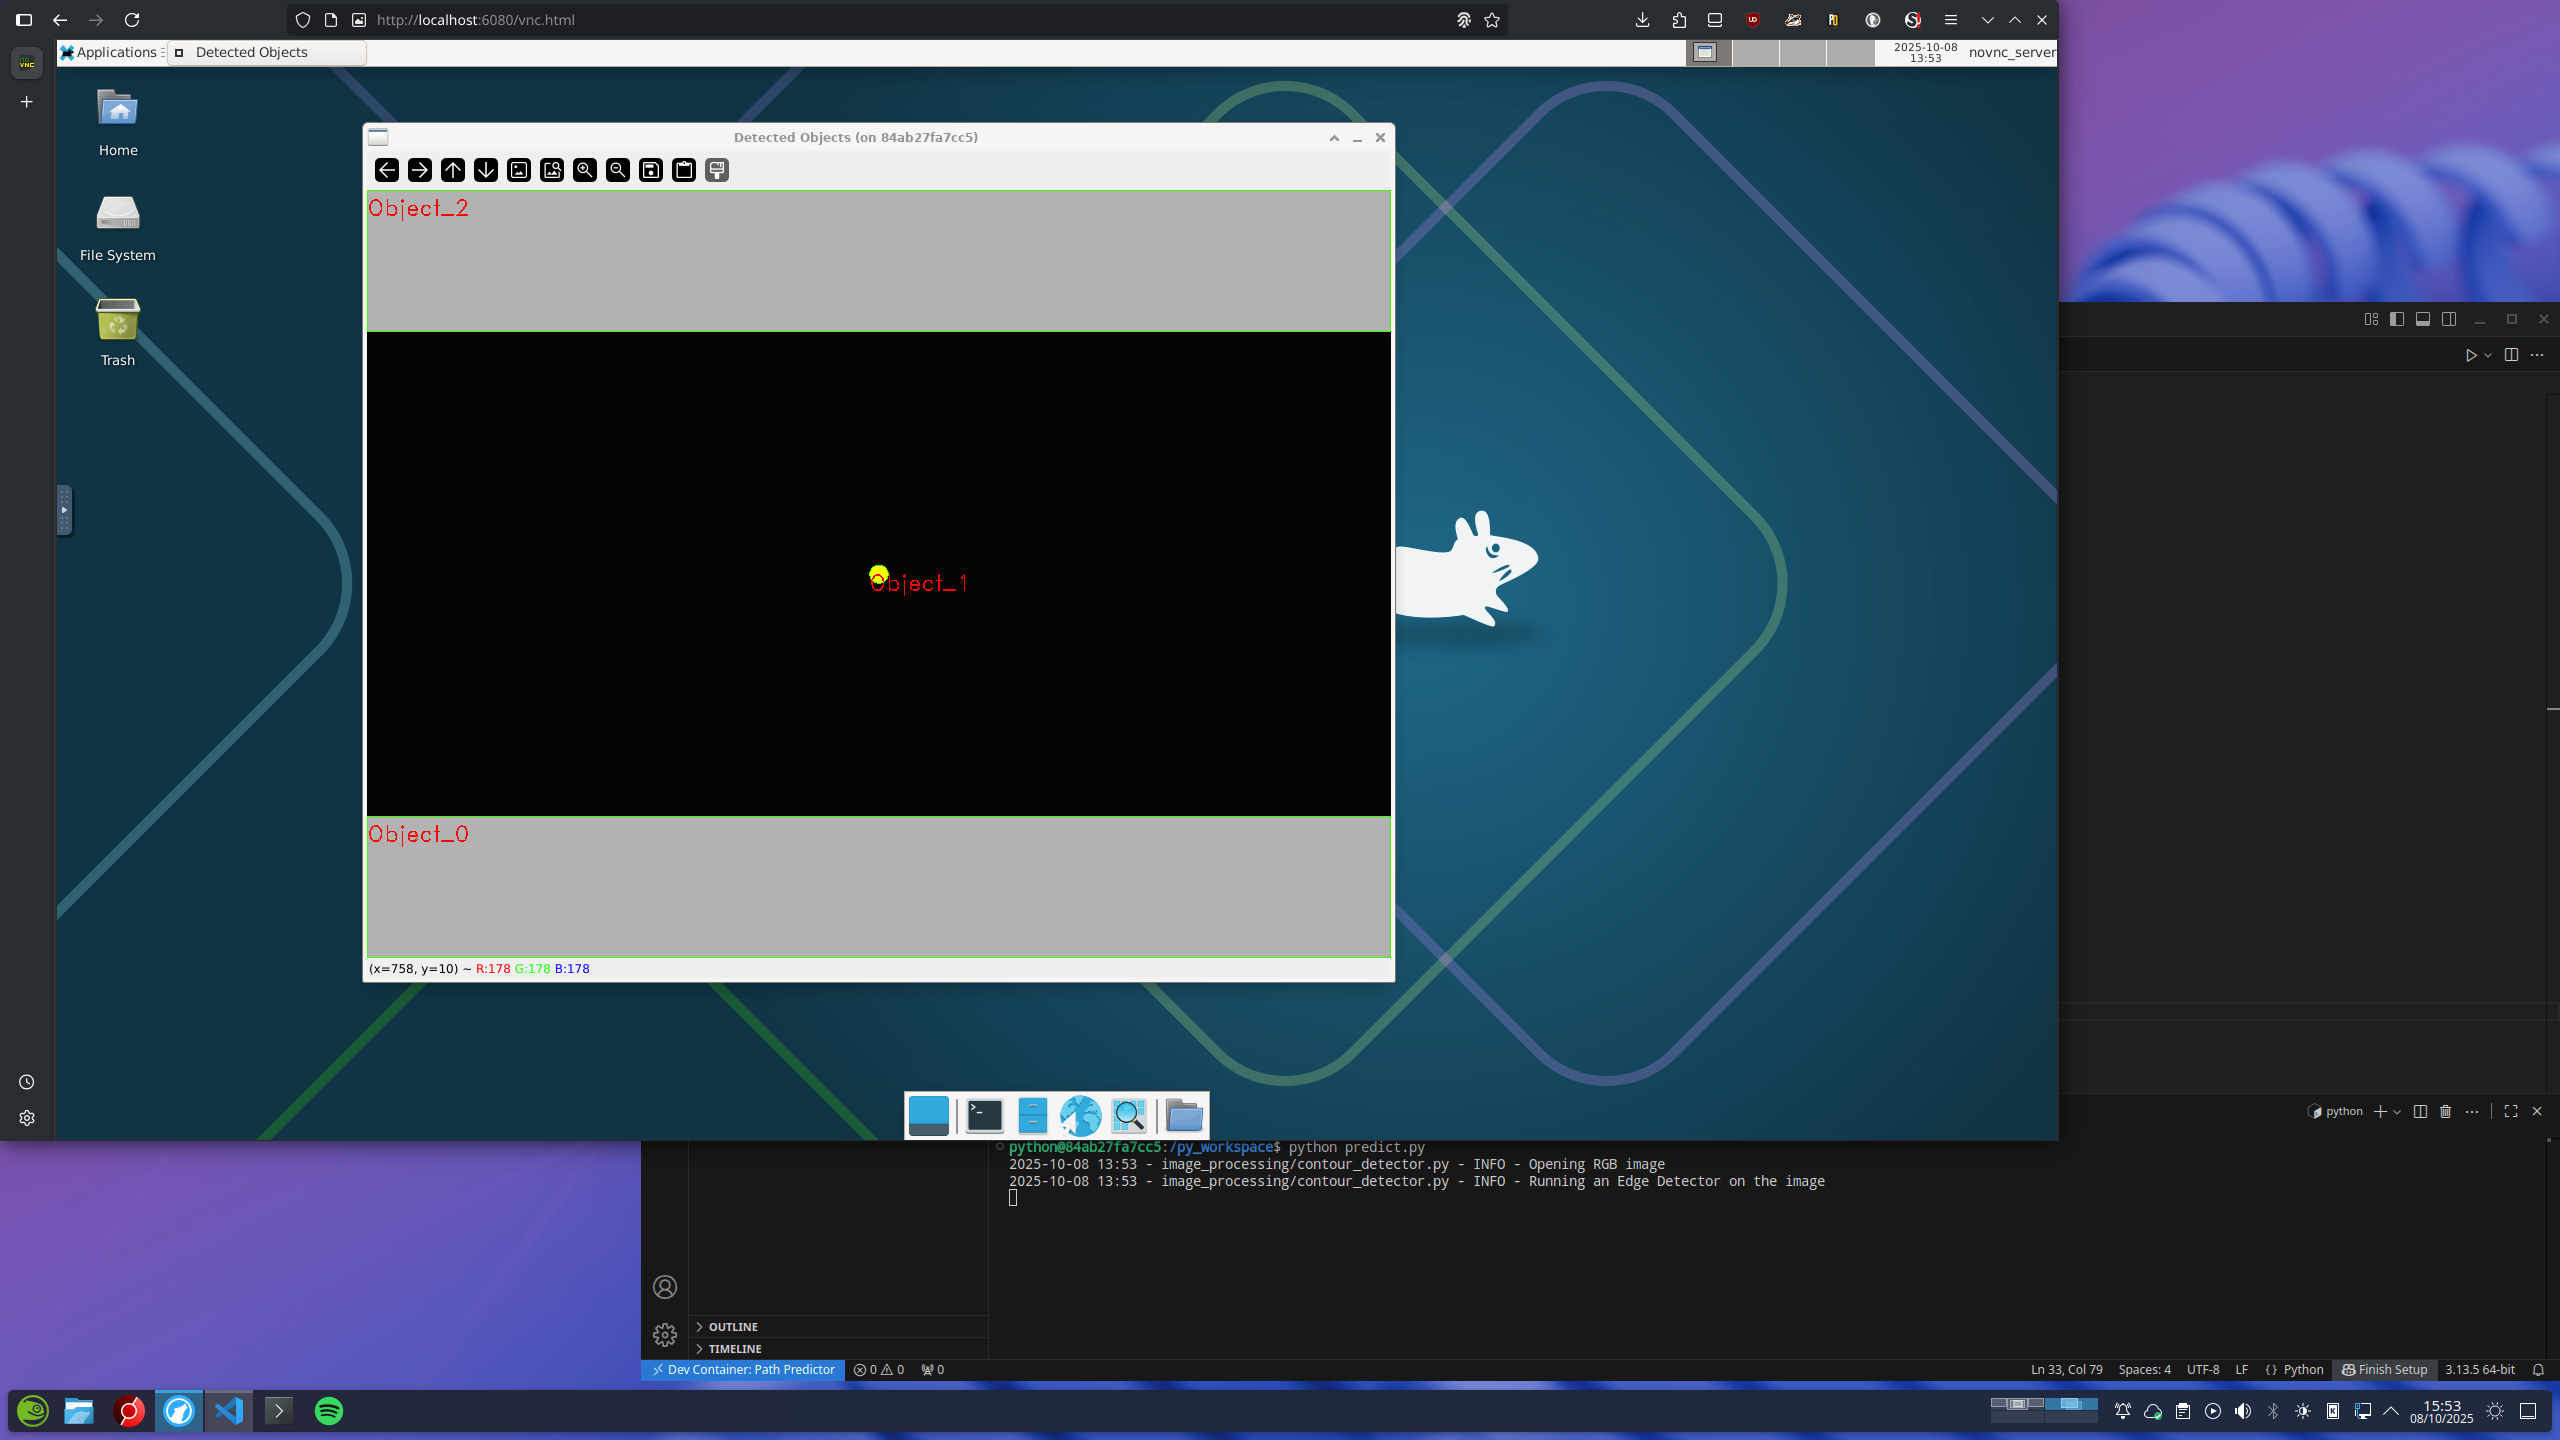 http://localhost:6080/vnc.html
Applications
Detected Objects
2025-10-08
13:53
novnc_server
Home
File System
Trash
Detected Objects (on 84ab27fa7cc5)
Object_2
Object_1
Object_0
(x=758, y=10) ~ R:178 G:178 B:178
python
python@84ab27fa7cc5:/py_workspace$ python predict.py
2025-10-08 13:53 - image_processing/contour_detector.py - INFO - Opening RGB image
2025-10-08 13:53 - image_processing/contour_detector.py - INFO - Running an Edge Detector on the image
OUTLINE
TIMELINE
Dev Container: Path Predictor 0 0 0 Ln 33, Col 79 Spaces: 4 UTF-8 LF {} Python Finish Setup 3.13.5 64-bit
15:53
08/10/2025